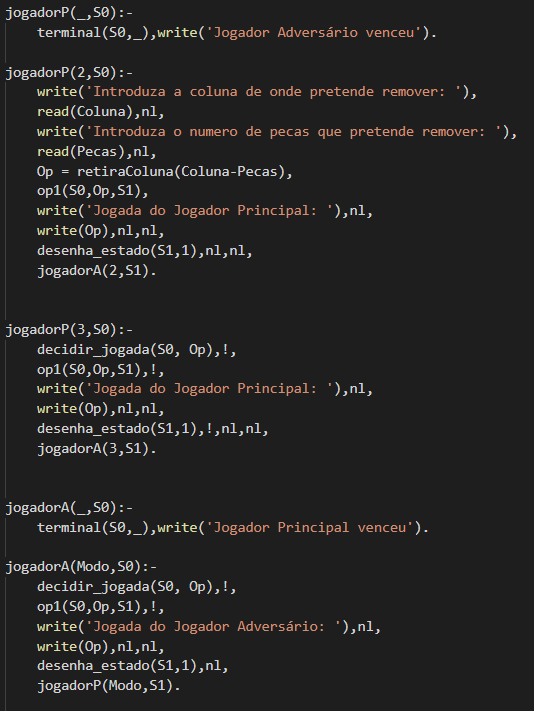 jogadorP(_,S0):-
    terminal(S0,_),write('Jogador Adversário venceu').
jogadorP(2,S0):-
    write('Introduza a coluna de onde pretende remover: '),
    read(Coluna),nl,
    write('Introduza o numero de pecas que pretende remover: '),
    read(Pecas),nl,
    Op = retiraColuna(Coluna-Pecas),
    op1(S0,Op,S1),
    write('Jogada do Jogador Principal: '),nl,
    write(Op),nl,nl,
    desenha_estado(S1,1),nl,nl,
    jogadorA(2,S1).
jogadorP(3,S0):-
    decidir_jogada(S0, Op),!,
    op1(S0,Op,S1),!,
    write('Jogada do Jogador Principal: '),nl,
    write(Op),nl,nl,
    desenha_estado(S1,1),!,nl,nl,
    jogadorA(3,S1).
jogadorA(_,S0):-
    terminal(S0,_),write('Jogador Principal venceu').
jogadorA(Modo,S0):-
    decidir_jogada(S0, Op),!,
    op1(S0,Op,S1),!,
    write('Jogada do Jogador Adversário: '),nl,
    write(Op),nl,nl,
    desenha_estado(S1,1),nl,
    jogadorP(Modo,S1).